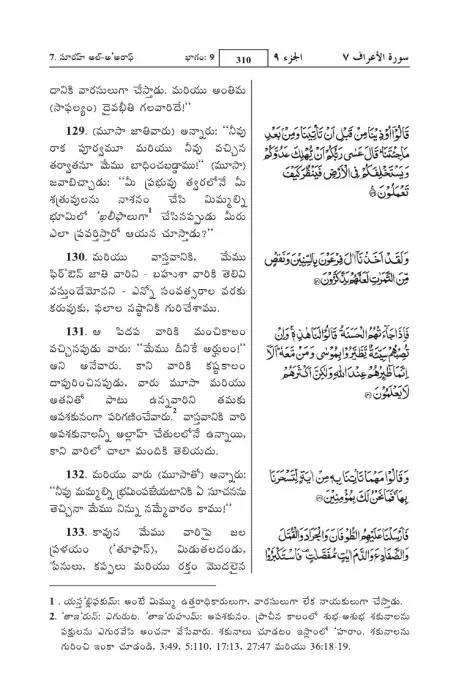 7. సూరహ్ అల్-అ'అరాఫ్ భాగం: 9 310 الجزء ٩ سورة الأعراف ٧
దానికి వారసులుగా చేస్తాడు. మరియు అంతిమ
(సాఫల్యం) దైవభీతి గలవారిదే!"
129. (మూసా జాతివారు) అన్నారు: "నీవు
రాక పూర్వమూ మరియు నీవు వచ్చిన
తర్వాతనూ మేము బాధించబడ్డాము!" (మూసా)
జవాబిచ్చాడు: "మీ ప్రభువు త్వరలోనే మీ
శత్రువులను నాశనం చేసి మిమ్మల్ని
భూమిలో 'ఖలీఫాలుగా1 చేసినప్పుడు మీరు
ఎలా ప్రవర్తిస్తారో ఆయన చూస్తాడు?"
130. మరియు వాస్తవానికి, మేము
ఫిర్'ఔన్ జాతి వారిని - బహుశా వారికి తెలివి
వస్తుందేమోనని - ఎన్నో సంవత్సరాల వరకు
కరువుకు, ఫలాల నష్టానికి గురిచేశాము.
131. ఆ పిదప వారికి మంచికాలం
వచ్చినపుడు వారు: "మేము దీనికే అర్హులం!"
అని అనేవారు. కాని వారికి కష్టకాలం
దాపురించినపుడు, వారు మూసా మరియు
అతనితో పాటు ఉన్నవారిని తమకు
అపశకునంగా పరిగణించేవారు.2 వాస్తవానికి వారి
అపశకునాలన్నీ అల్లాహ్ చేతులలోనే ఉన్నాయి,
కాని వారిలో చాలా మందికి తెలియదు.
132. మరియు వారు (మూసాతో) అన్నారు:
"నీవు మమ్మల్ని భ్రమింపజేయటానికి ఏ సూచనను
తెచ్చినా మేము నిన్ను నమ్మేవారం కాము!"
133. కావున మేము వారిపై జల
ప్రళయం ('తూఫాన్), మిడుతలదండు,
పేనులు, కప్పలు మరియు రక్తం మొదలైన
قَالُوٓا۟ أُوذِينَا مِن قَبْلِ أَن تَأْتِيَنَا وَمِنۢ بَعْدِ
مَا جِئْتَنَا ۚ قَالَ عَسَىٰ رَبُّكُمْ أَن يُهْلِكَ عَدُوَّكُمْ
وَيَسْتَخْلِفَكُمْ فِى ٱلْأَرْضِ فَيَنظُرَ كَيْفَ
تَعْمَلُونَ
وَلَقَدْ أَخَذْنَآ ءَالَ فِرْعَوْنَ بِٱلسِّنِينَ وَنَقْصٍ
مِّنَ ٱلثَّمَرَٰتِ لَعَلَّهُمْ يَذَّكَّرُونَ
فَإِذَا جَآءَتْهُمُ ٱلْحَسَنَةُ قَالُوا۟ لَنَا هَٰذِهِۦ ۖ وَإِن
تُصِبْهُمْ سَيِّئَةٌ يَطَّيَّرُوا۟ بِمُوسَىٰ وَمَن مَّعَهُۥٓ ۗ أَلَآ
إِنَّمَا طَٰٓئِرُهُمْ عِندَ ٱللَّهِ وَلَٰكِنَّ أَكْثَرَهُمْ
لَا يَعْلَمُونَ
وَقَالُوا۟ مَهْمَا تَأْتِنَا بِهِۦ مِنْ ءَايَةٍ لِّتَسْحَرَنَا
بِهَا فَمَا نَحْنُ لَكَ بِمُؤْمِنِينَ
فَأَرْسَلْنَا عَلَيْهِمُ ٱلطُّوفَانَ وَٱلْجَرَادَ وَٱلْقُمَّلَ
وَٱلضَّفَادِعَ وَٱلدَّمَ ءَايَٰتٍ مُّفَصَّلَٰتٍ فَٱسْتَكْبَرُوا۟
1 . యస్త'ఖ్లిఫకుమ్: అంటే మిమ్ము ఉత్తరాధికారులుగా, వారసులుగా లేక నాయకులుగా చేస్తాడు.
2. 'తాఇ'రున్: ఎగురుట. 'తాఇ'రుహుమ్: అపశకునం. ప్రాచీన కాలంలో శుభ-అశుభ శకునాలను
పక్షులను ఎగురవేసి అంచనా వేసేవారు. శకునాలు చూడటం ఇస్లాంలో 'హరాం. శకునాలను
గురించి ఇంకా చూడండి, 3:49, 5:110, 17:13, 27:47 మరియు 36:18-19.